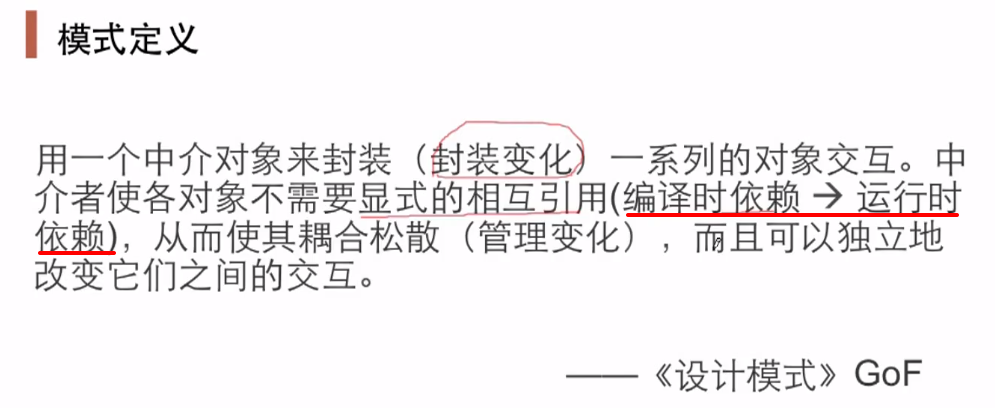 模式定义
用一个中介对象来封装（封装变化）一系列的对象交互。中
介者使各对象不需要显式的相互引用(编译时依赖 → 运行时
依赖)，从而使其耦合松散（管理变化），而且可以独立地
改变它们之间的交互。
——《设计模式》GoF